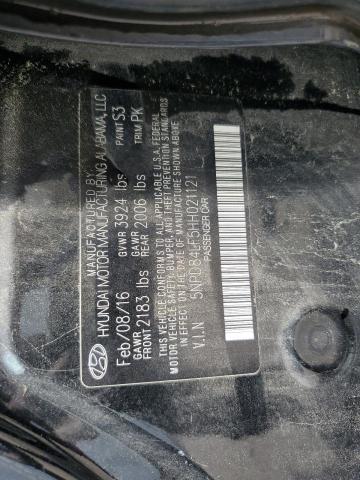 MANUFACTURED BY
HYUNDAI MOTOR MANUFACTURING ALABAMA, LLC
Feb/08/16 GVWR 3924 lbs PAINT S3
GAWR FRONT 2183 lbs GAWR REAR 2006 lbs TRIM PK
THIS VEHICLE CONFORMS TO ALL APPLICABLE U.S.A. FEDERAL
MOTOR VEHICLE SAFETY, BUMPER, AND THEFT PREVENTION STANDARDS
IN EFFECT ON THE DATE OF MANUFACTURE SHOWN ABOVE.
V.I.N 5NPD84LF5HH021121
PASSENGER CAR